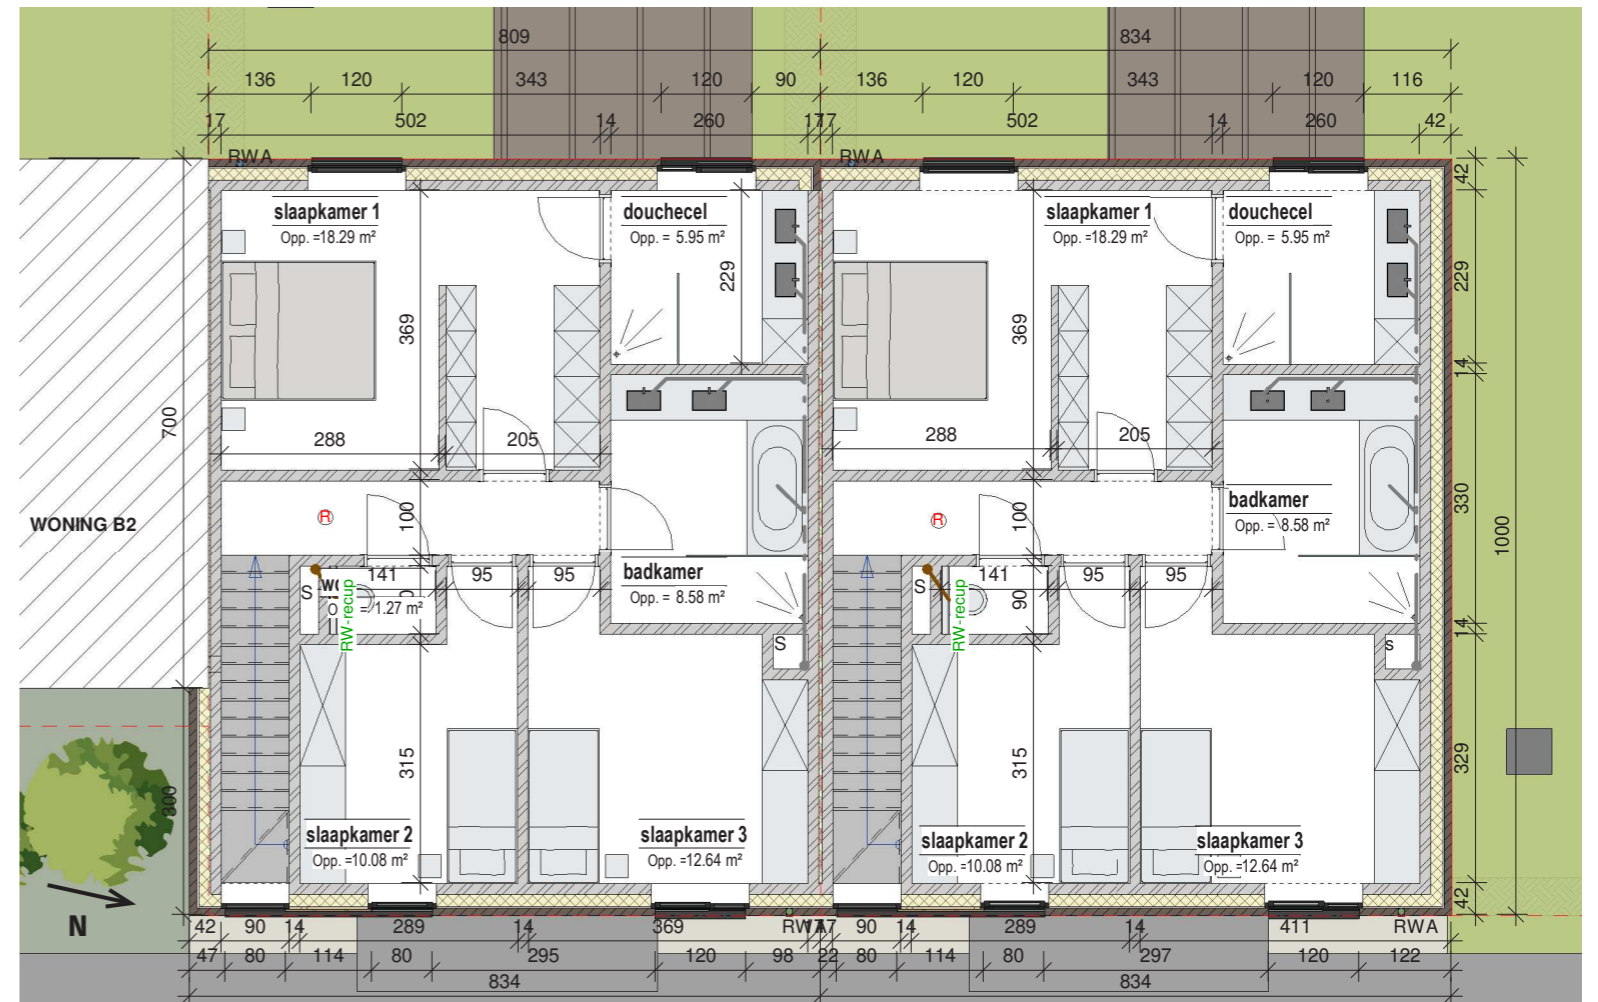 809 834
136 120 343 120 90 136 120 343 120 116
17 502 14 260 17 17 502 14 260 42
RWA RWA 42
slaapkamer 1 douchecel slaapkamer 1 douchecel
Opp. =18.29 m² Opp. = 5.95 m² Opp. =18.29 m² Opp. = 5.95 m²
229 229
369 369
14
700
288 205 288 205
badkamer 330
WONING B2 R 100 R 100 Opp. = 8.58 m² 1000
141 95 95 badkamer 141 95 95
S = 1.27 m² Opp. = 8.58 m² S 90
RW-recup RW-recup 14
S s
315 315 329
800
slaapkamer 2 slaapkamer 3 slaapkamer 2 slaapkamer 3
Opp. =10.08 m² Opp. =12.64 m² Opp. =10.08 m² Opp. =12.64 m²
42
N
42 90 14 289 14 369 RWA 17 90 14 289 14 411 RWA
47 80 114 80 295 120 98 22 80 114 80 297 120 122
834 834